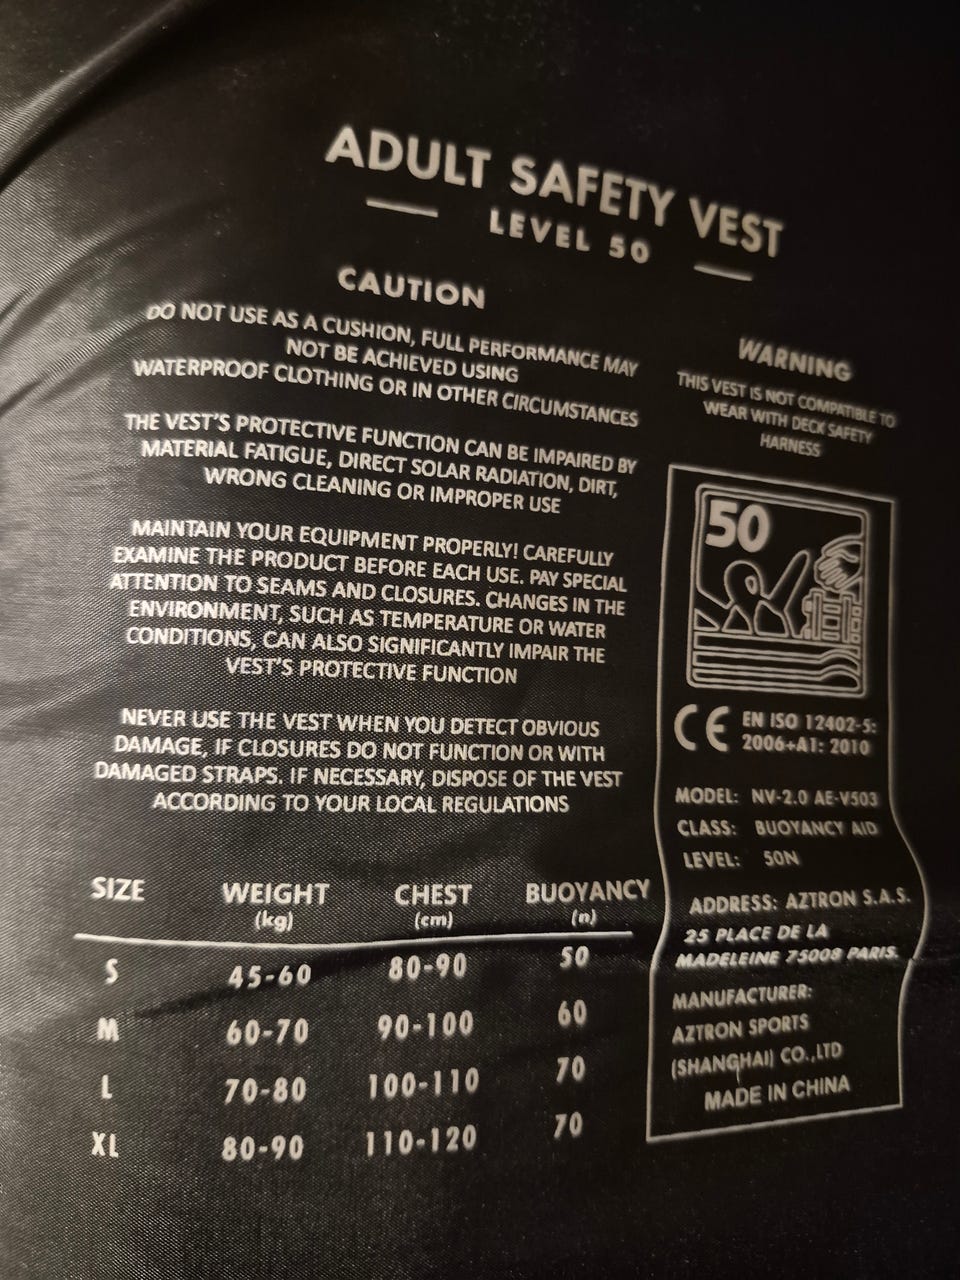 ADULT SAFETY VEST
LEVEL 50
CAUTION
DO NOT USE AS A CUSHION, FULL PERFORMANCE MAY
NOT BE ACHIEVED USING
WATERPROOF CLOTHING OR IN OTHER CIRCUMSTANCES
THE VEST'S PROTECTIVE FUNCTION CAN BE IMPAIRED BY
MATERIAL FATIGUE, DIRECT SOLAR RADIATION, DIRT,
WRONG CLEANING OR IMPROPER USE
MAINTAIN YOUR EQUIPMENT PROPERLY! CAREFULLY
EXAMINE THE PRODUCT BEFORE EACH USE. PAY SPECIAL
ATTENTION TO SEAMS AND CLOSURES. CHANGES IN THE
ENVIRONMENT, SUCH AS TEMPERATURE OR WATER
CONDITIONS, CAN ALSO SIGNIFICANTLY IMPAIR THE
VEST'S PROTECTIVE FUNCTION
NEVER USE THE VEST WHEN YOU DETECT OBVIOUS
DAMAGE, IF CLOSURES DO NOT FUNCTION OR WITH
DAMAGED STRAPS. IF NECESSARY, DISPOSE OF THE VEST
ACCORDING TO YOUR LOCAL REGULATIONS
SIZE WEIGHT CHEST BUOYANCY
(kg) (cm) (n)
S 45-60 80-90 50
M 60-70 90-100 60
L 70-80 100-110 70
XL 80-90 110-120 70
WARNING
THIS VEST IS NOT COMPATIBLE TO
WEAR WITH DECK SAFETY
HARNESS
50
CE EN ISO 12402-5:
2006+A1: 2010
MODEL: NV-2.0 AE-V503
CLASS: BUOYANCY AID
LEVEL: 50N
ADDRESS: AZTRON S.A.S.
25 PLACE DE LA
MADELEINE 75008 PARIS.
MANUFACTURER:
AZTRON SPORTS
(SHANGHAI) CO.,LTD
MADE IN CHINA